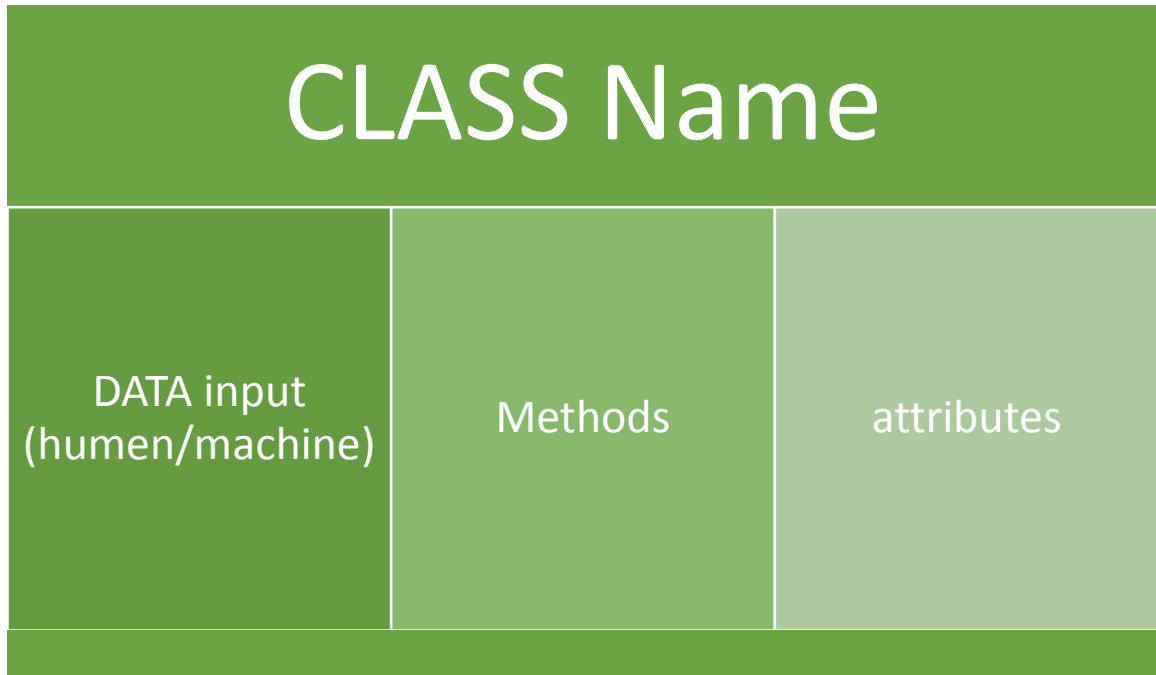 CLASS Name
DATA input
(humen/machine)
Methods
attributes